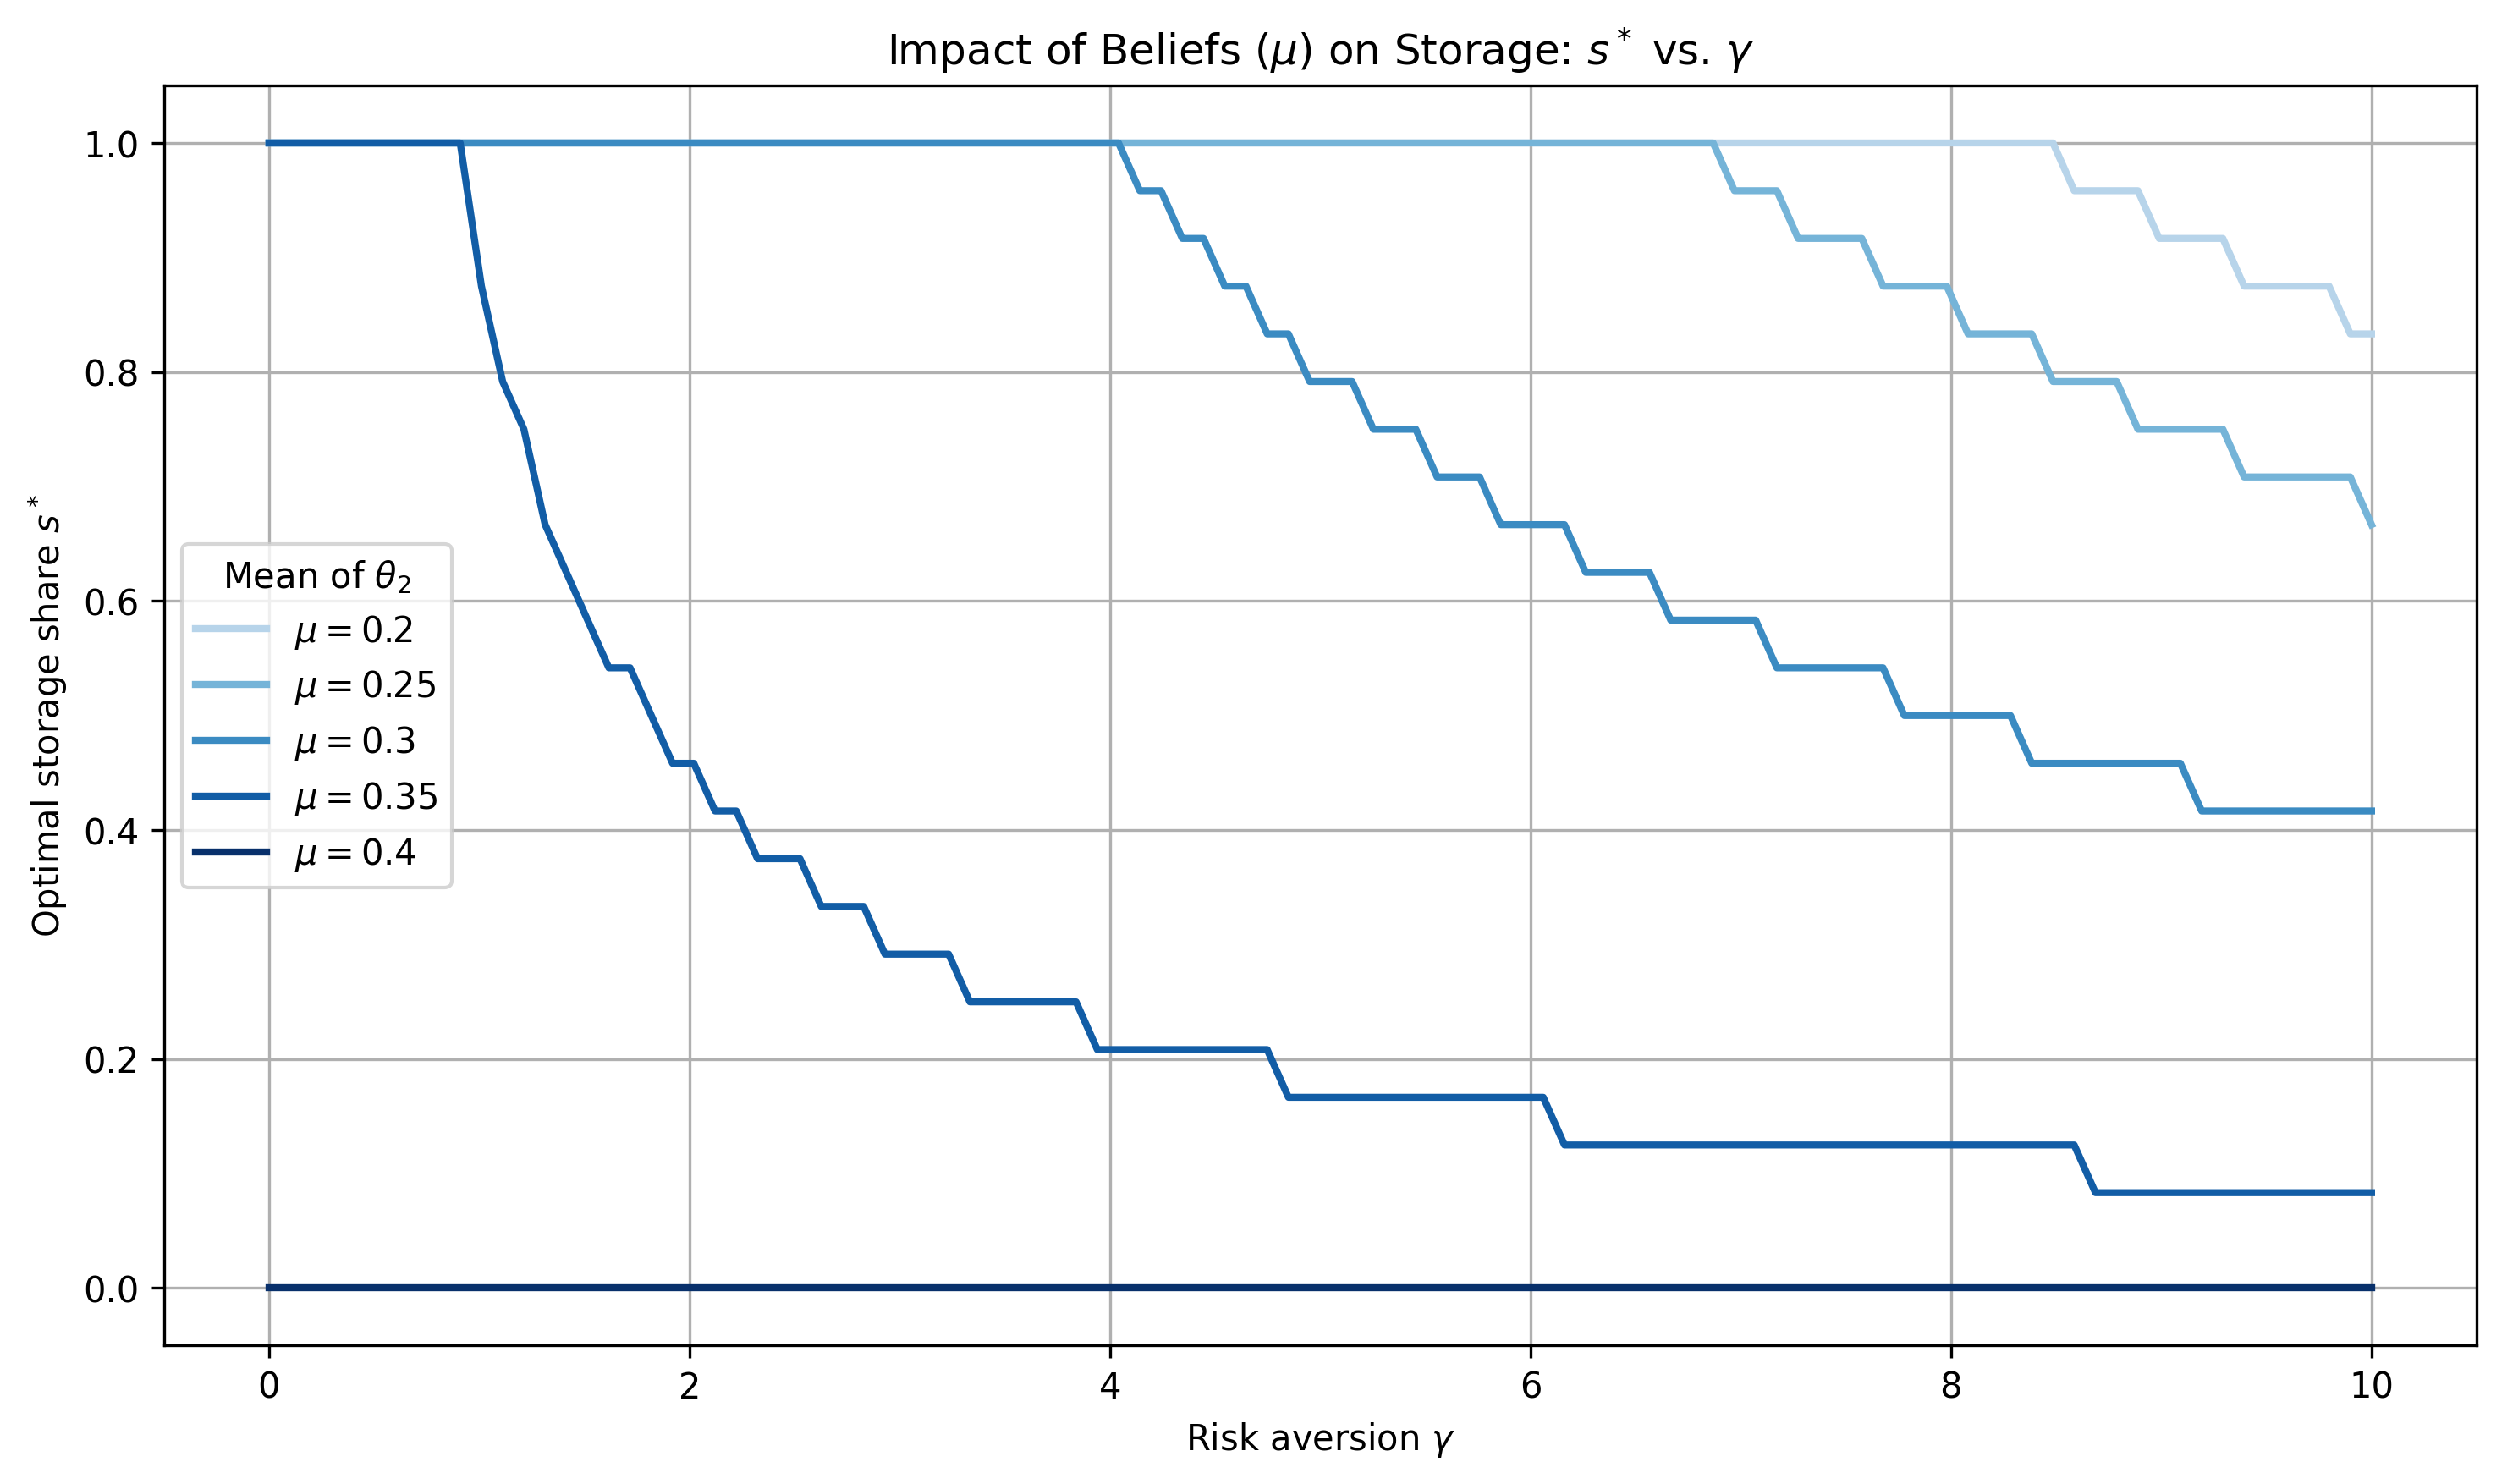 Impact of Beliefs (μ) on Storage: s* vs. γ
Optimal storage share s*
1.0
0.8
0.6
0.4
0.2
0.0
Mean of θ₂
μ = 0.2
μ = 0.25
μ = 0.3
μ = 0.35
μ = 0.4
0 2 4 6 8 10
Risk aversion γ